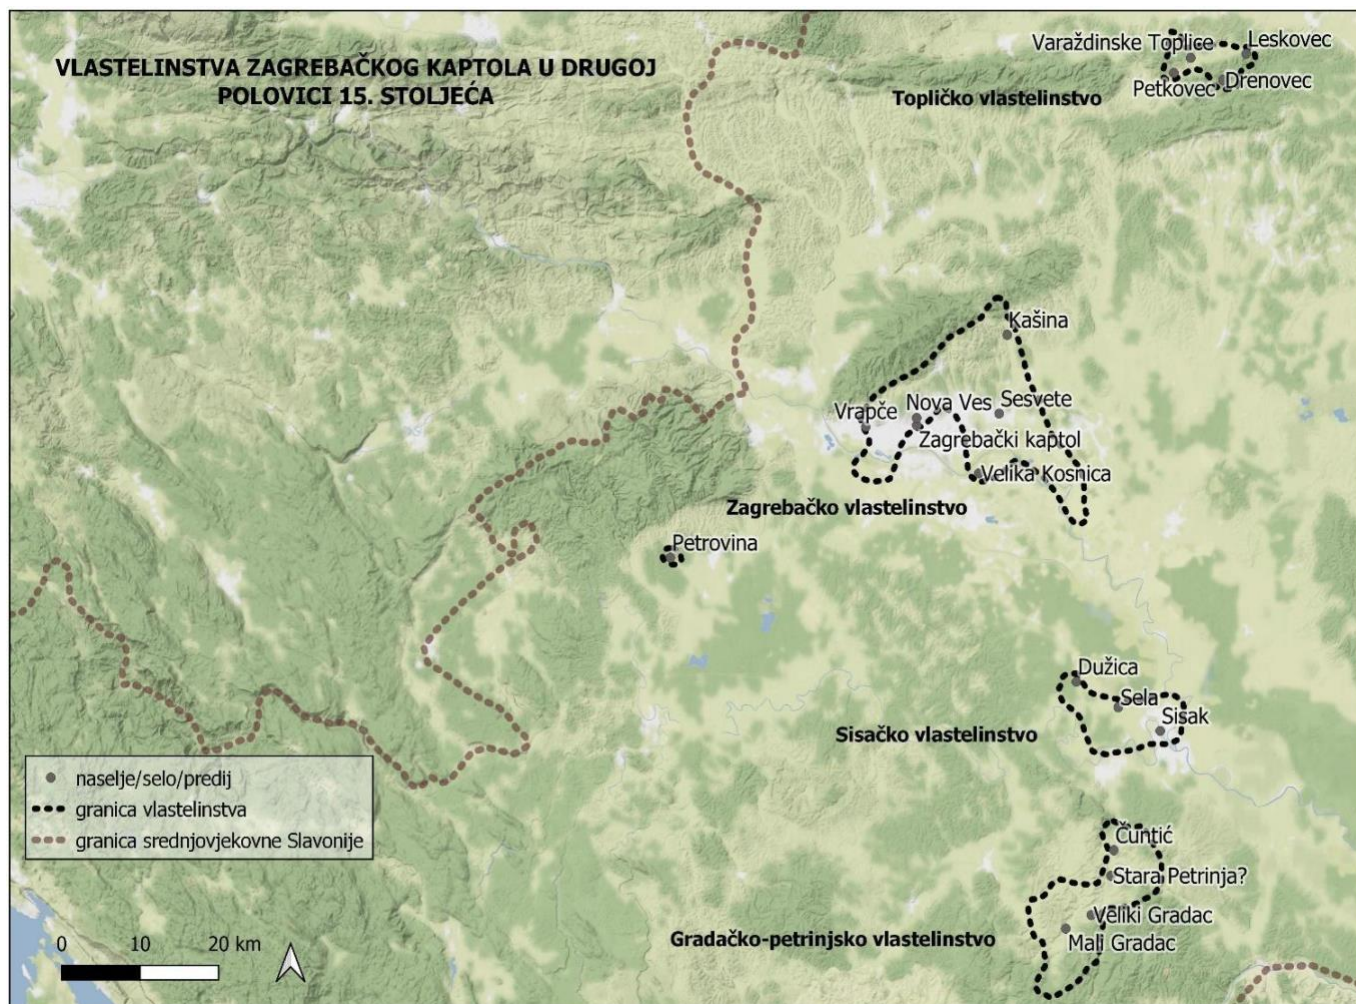 VLASTELINSTVA ZAGREBAČKOG KAPTOLA U DRUGOJ
POLOVICI 15. STOLJEĆA
Varaždinske Toplice
Leskovec
Petkovec
Drenovec
Topličko vlastelinstvo
Kašina
Vrapče
Nova Ves
Sesvete
Zagrebački kaptol
Velika Kosnica
Zagrebačko vlastelinstvo
Petrovina
Dužica
Sela
Sisak
Sisačko vlastelinstvo
naselje/selo/predij
granica vlastelinstva
granica srednjovjekovne Slavonije
Čuntić
Stara Petrinja?
Veliki Gradac
Mali Gradac
Gradačko-petrinjsko vlastelinstvo
0 10 20 km